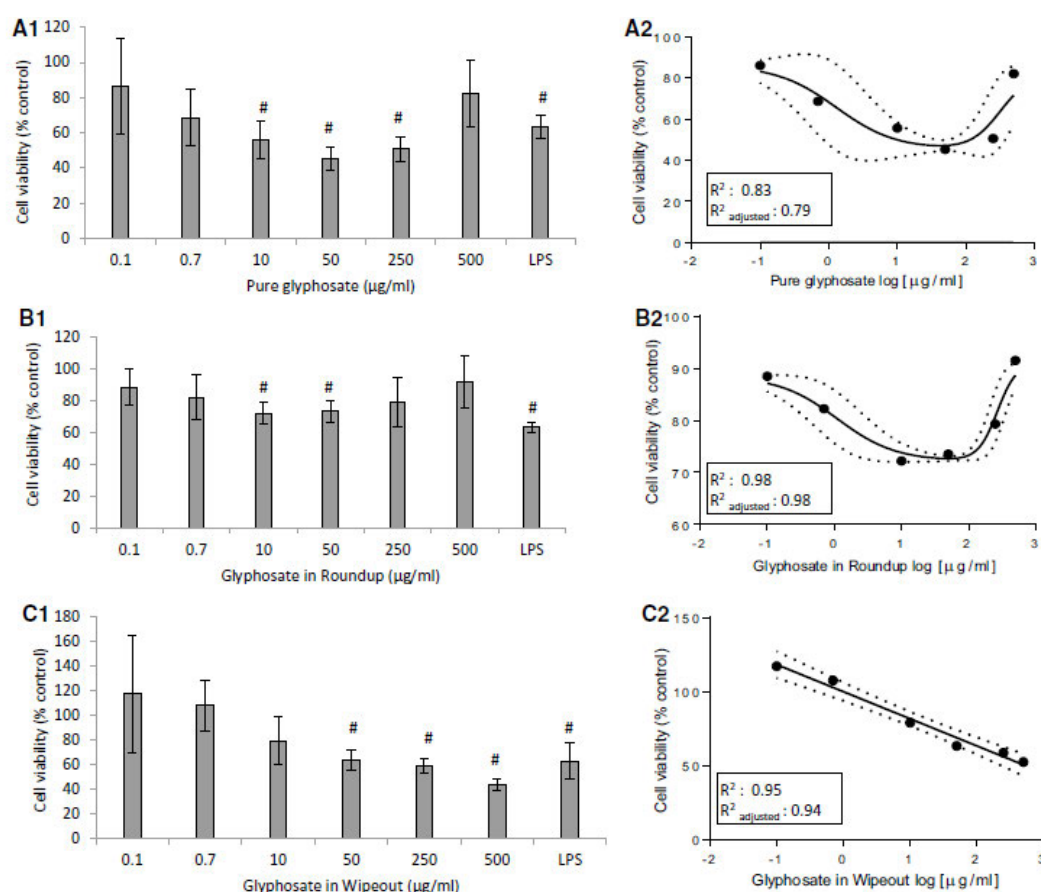 A1
Cell viability (% control)
120
100
80
60
40
20
0
#
#
#
#
0.1 0.7 10 50 250 500 LPS
Pure glyphosate (µg/ml)
A2
Cell viability (% control)
100
80
60
40
20
0
R² : 0.83
R² adjusted : 0.79
-2 -1 0 1 2 3
Pure glyphosate log [µg/ml]
B1
Cell viability (% control)
120
100
80
60
40
20
0
#
#
#
0.1 0.7 10 50 250 500 LPS
Glyphosate in Roundup (µg/ml)
B2
Cell viability (% control)
100
90
80
70
60
R² : 0.98
R² adjusted : 0.98
-2 -1 0 1 2 3
Glyphosate in Roundup log [µg/ml]
C1
Cell viability (% control)
180
160
140
120
100
80
60
40
20
0
#
#
#
#
0.1 0.7 10 50 250 500 LPS
Glyphosate in Wipeout (µg/ml)
C2
Cell viability (% control)
150
100
50
0
R² : 0.95
R² adjusted : 0.94
-2 -1 0 1 2 3
Glyphosate in Wipeout log [µg/ml]